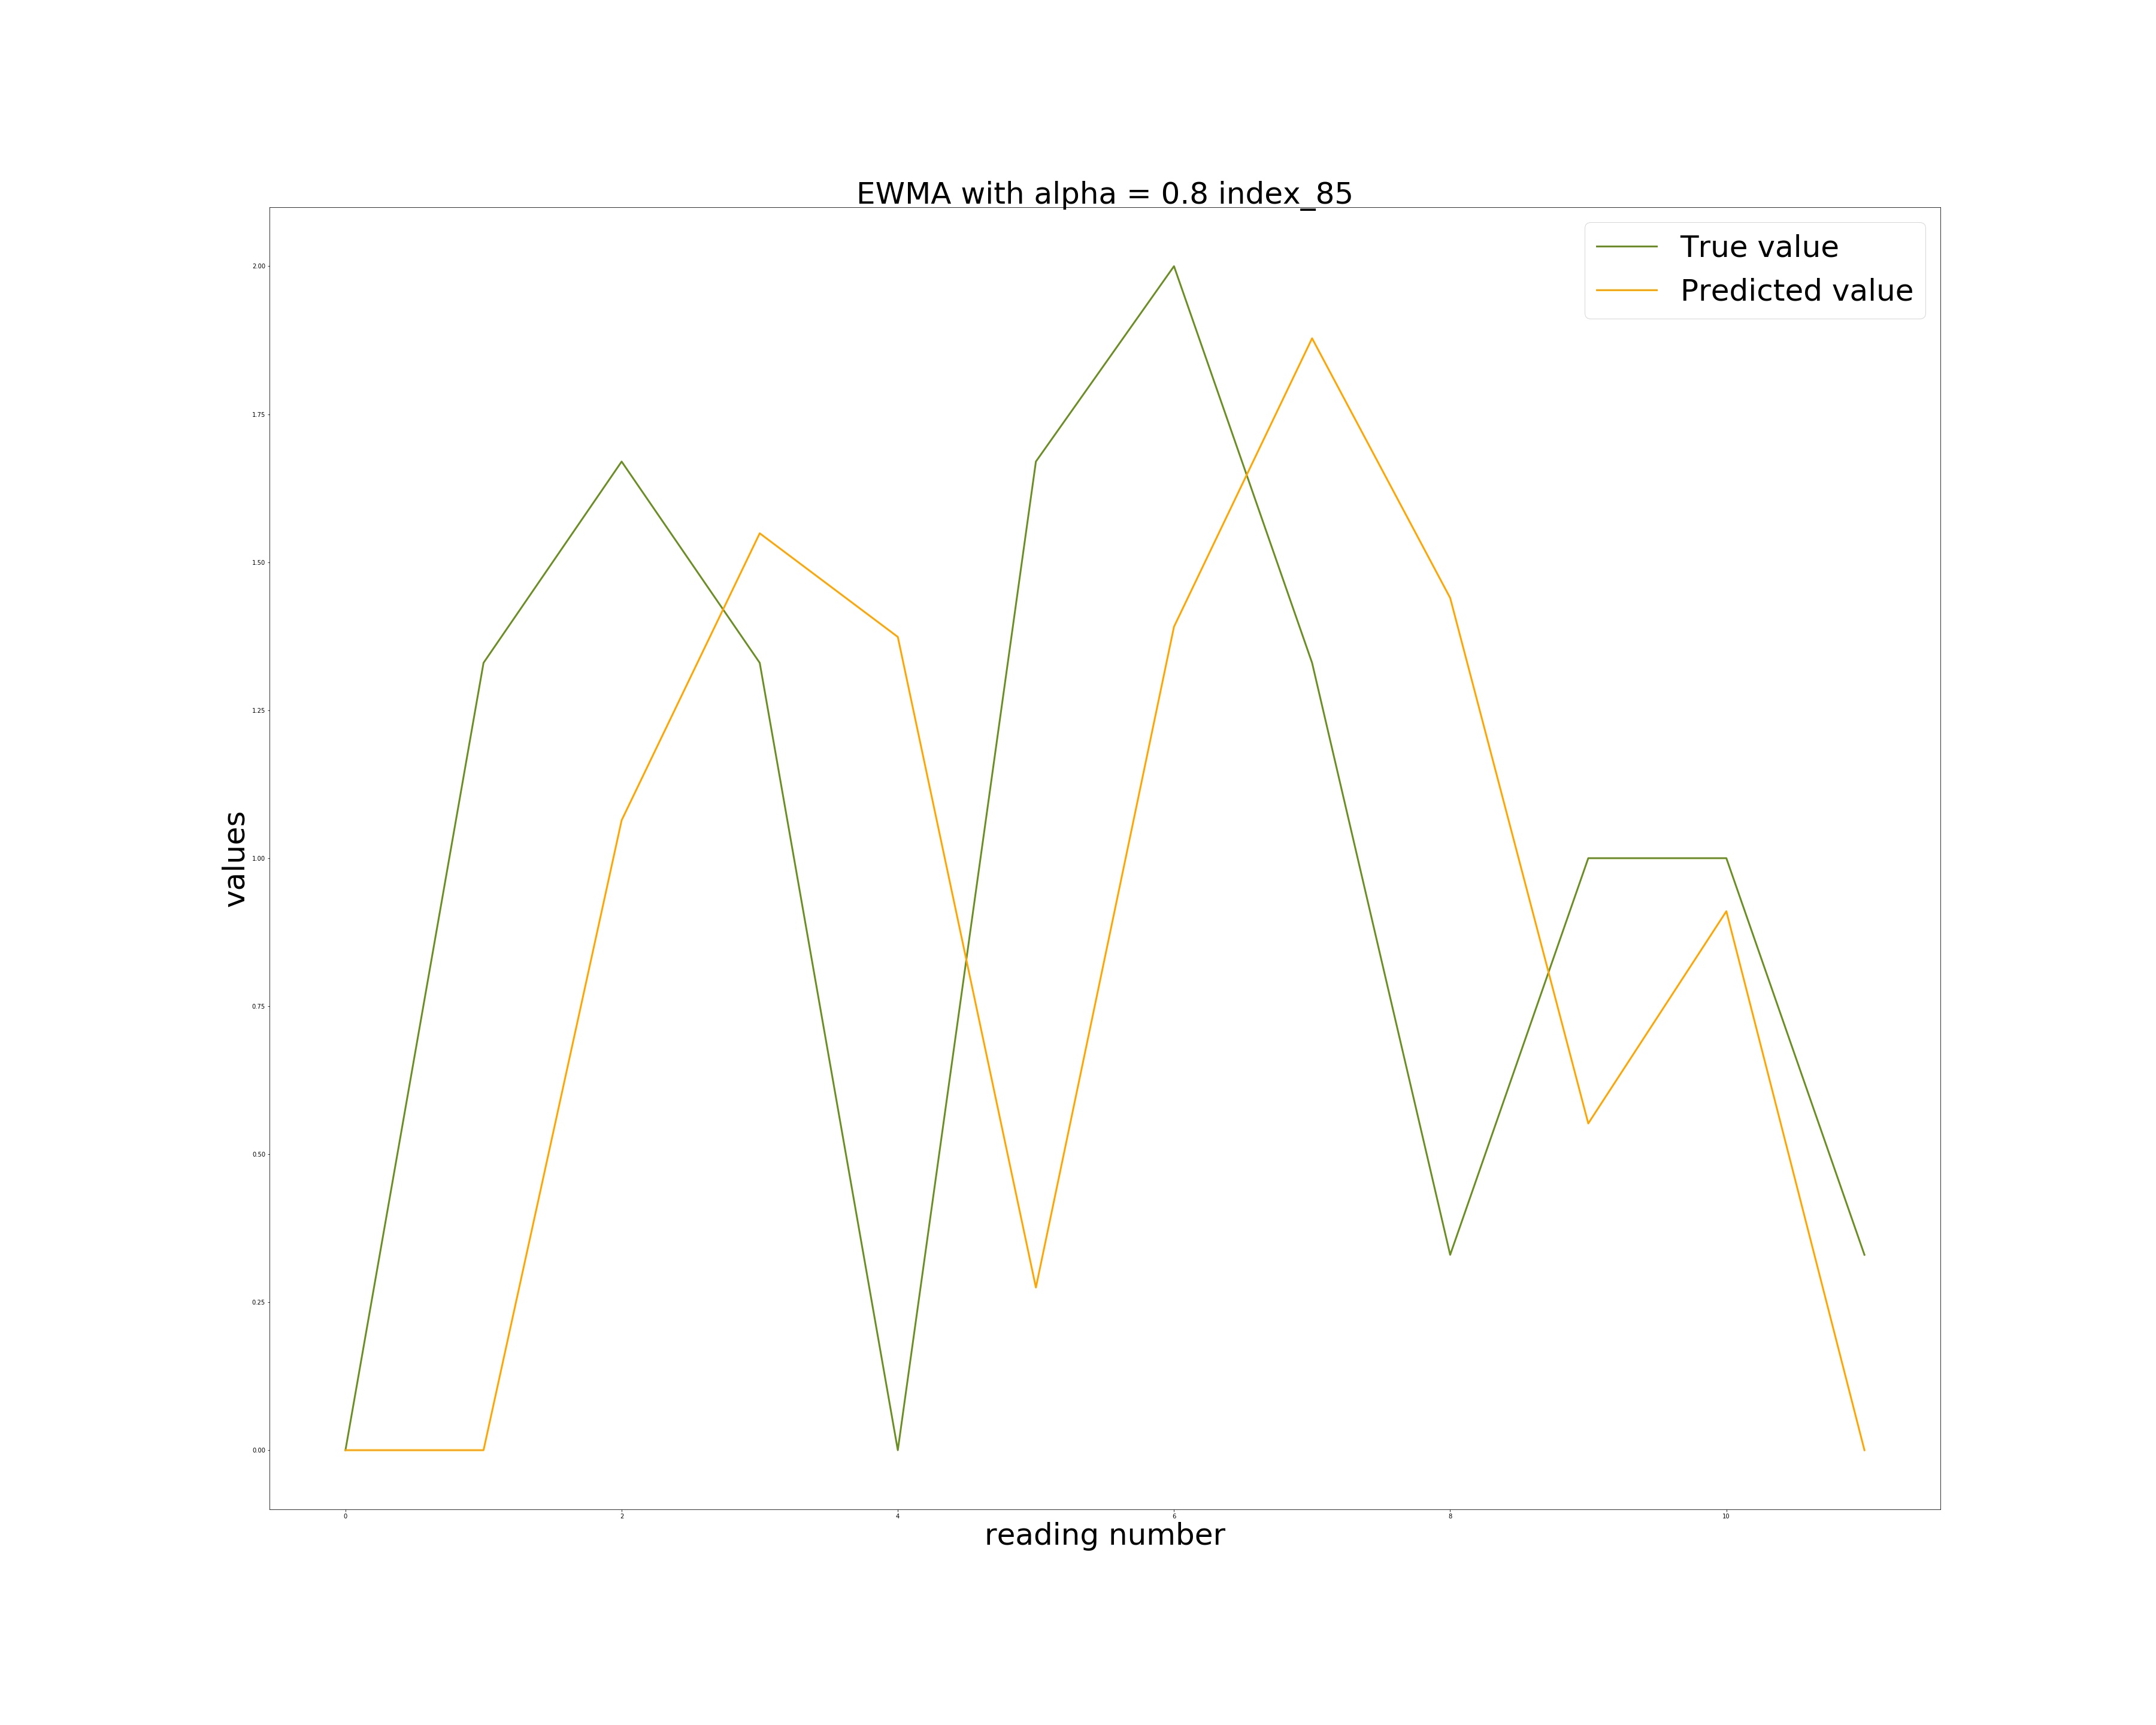 EWMA with alpha = 0.8 index_85
True value
Predicted value
2.00
1.75
1.50
1.25
1.00
0.75
0.50
0.25
0.00
values
0 2 4 6 8 10
reading number